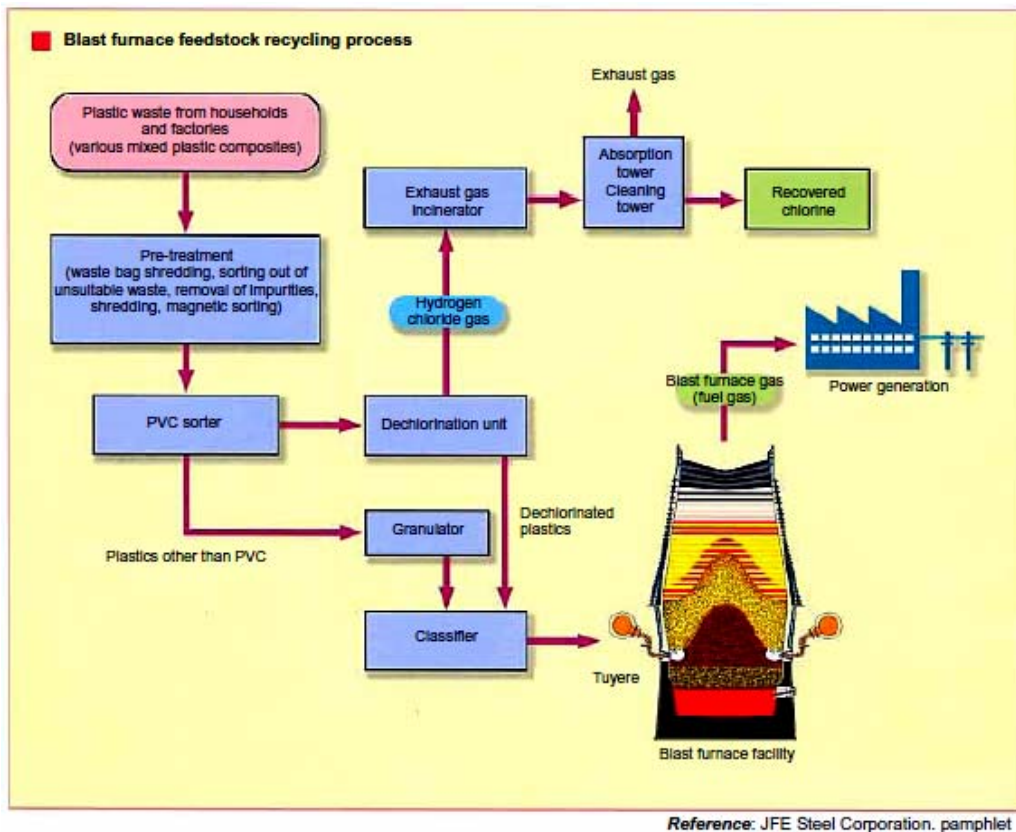 Blast furnace feedstock recycling process
Plastic waste from households
and factories
(various mixed plastic composites)
Pre-treatment
(waste bag shredding, sorting out of
unsuitable waste, removal of impurities,
shredding, magnetic sorting)
PVC sorter
Plastics other than PVC
Exhaust gas
Absorption
tower
Cleaning
tower
Exhaust gas
incinerator
Recovered
chlorine
Hydrogen
chloride gas
Dechlorination unit
Dechlorinated
plastics
Granulator
Classifier
Tuyere
Blast furnace gas
(fuel gas)
Power generation
Blast furnace facility
Reference: JFE Steel Corporation. pamphlet